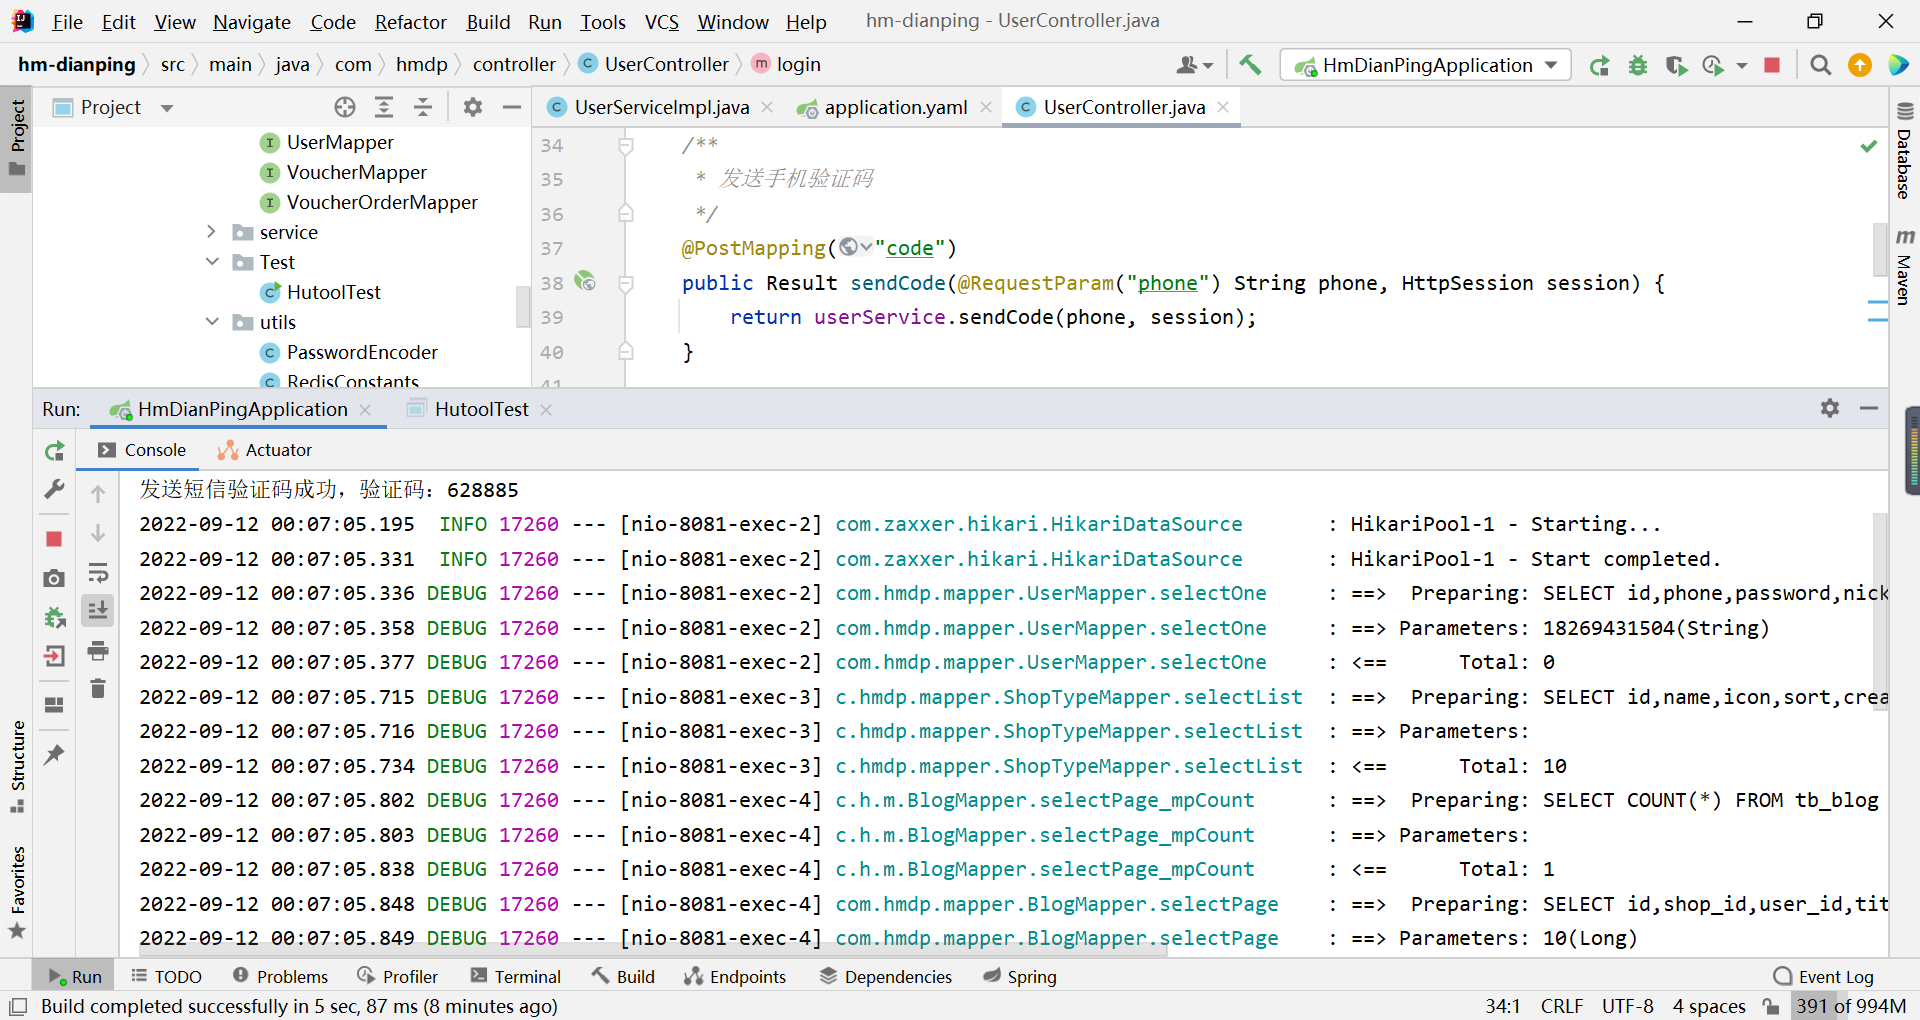 File Edit View Navigate Code Refactor Build Run Tools VCS Window Help hm-dianping - UserController.java
hm-dianping src main java com hmdp controller UserController login HmDianPingApplication
Project
UserServiceImpl.java application.yaml UserController.java
Project
UserMapper
VoucherMapper
VoucherOrderMapper
service
Test
HutoolTest
utils
PasswordEncoder
RedisConstants
34 /**
35 * 发送手机验证码
36 */
37 @PostMapping("code")
38 public Result sendCode(@RequestParam("phone") String phone, HttpSession session) {
39 return userService.sendCode(phone, session);
40 }
41
Database
Maven
Run: HmDianPingApplication HutoolTest
Console Actuator
发送短信验证码成功，验证码：628885
2022-09-12 00:07:05.195 INFO 17260 --- [nio-8081-exec-2] com.zaxxer.hikari.HikariDataSource : HikariPool-1 - Starting...
2022-09-12 00:07:05.331 INFO 17260 --- [nio-8081-exec-2] com.zaxxer.hikari.HikariDataSource : HikariPool-1 - Start completed.
2022-09-12 00:07:05.336 DEBUG 17260 --- [nio-8081-exec-2] com.hmdp.mapper.UserMapper.selectOne : ==> Preparing: SELECT id,phone,password,nick
2022-09-12 00:07:05.358 DEBUG 17260 --- [nio-8081-exec-2] com.hmdp.mapper.UserMapper.selectOne : ==> Parameters: 18269431504(String)
2022-09-12 00:07:05.377 DEBUG 17260 --- [nio-8081-exec-2] com.hmdp.mapper.UserMapper.selectOne : <== Total: 0
2022-09-12 00:07:05.715 DEBUG 17260 --- [nio-8081-exec-3] c.hmdp.mapper.ShopTypeMapper.selectList : ==> Preparing: SELECT id,name,icon,sort,crea
2022-09-12 00:07:05.716 DEBUG 17260 --- [nio-8081-exec-3] c.hmdp.mapper.ShopTypeMapper.selectList : ==> Parameters:
2022-09-12 00:07:05.734 DEBUG 17260 --- [nio-8081-exec-3] c.hmdp.mapper.ShopTypeMapper.selectList : <== Total: 10
2022-09-12 00:07:05.802 DEBUG 17260 --- [nio-8081-exec-4] c.h.m.BlogMapper.selectPage_mpCount : ==> Preparing: SELECT COUNT(*) FROM tb_blog
2022-09-12 00:07:05.803 DEBUG 17260 --- [nio-8081-exec-4] c.h.m.BlogMapper.selectPage_mpCount : ==> Parameters:
2022-09-12 00:07:05.838 DEBUG 17260 --- [nio-8081-exec-4] c.h.m.BlogMapper.selectPage_mpCount : <== Total: 1
2022-09-12 00:07:05.848 DEBUG 17260 --- [nio-8081-exec-4] com.hmdp.mapper.BlogMapper.selectPage : ==> Preparing: SELECT id,shop_id,user_id,tit
2022-09-12 00:07:05.849 DEBUG 17260 --- [nio-8081-exec-4] com.hmdp.mapper.BlogMapper.selectPage : ==> Parameters: 10(Long)
Structure
Favorites
Run TODO Problems Profiler Terminal Build Endpoints Dependencies Spring Event Log
Build completed successfully in 5 sec, 87 ms (8 minutes ago) 34:1 CRLF UTF-8 4 spaces 391 of 994M